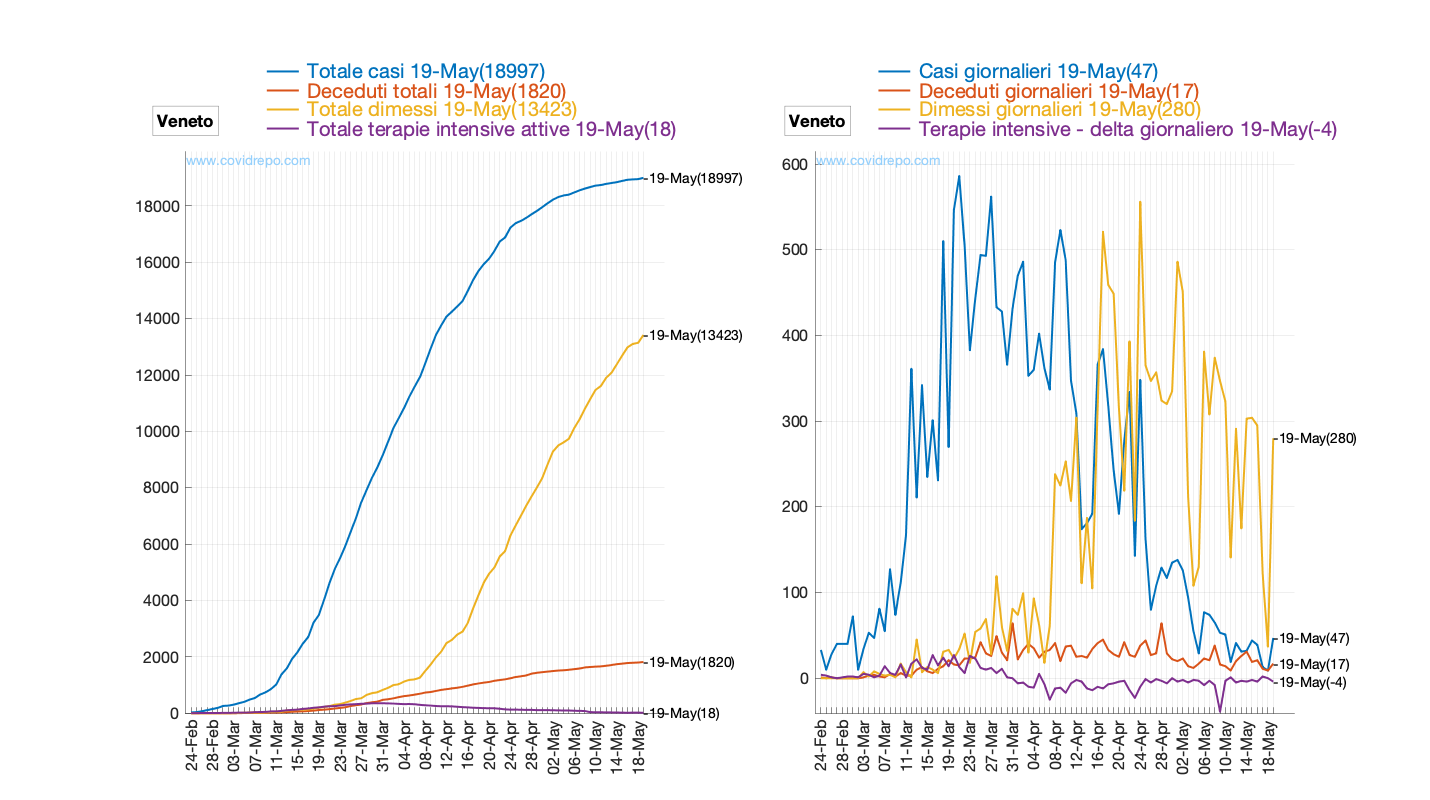 Totale casi 19-May(18997)
Deceduti totali 19-May(1820)
Totale dimessi 19-May(13423)
Totale terapie intensive attive 19-May(18)
Veneto
www.covidrepo.com
18000
16000
14000
12000
10000
8000
6000
4000
2000
0
19-May(18997)
19-May(13423)
19-May(1820)
19-May(18)
24-Feb
28-Feb
03-Mar
07-Mar
11-Mar
15-Mar
19-Mar
23-Mar
27-Mar
31-Mar
04-Apr
08-Apr
12-Apr
16-Apr
20-Apr
24-Apr
28-Apr
02-May
06-May
10-May
14-May
18-May
Casi giornalieri 19-May(47)
Deceduti giornalieri 19-May(17)
Dimessi giornalieri 19-May(280)
Terapie intensive - delta giornaliero 19-May(-4)
Veneto
www.covidrepo.com
600
500
400
300
200
100
0
19-May(280)
19-May(47)
19-May(17)
19-May(-4)
24-Feb
28-Feb
03-Mar
07-Mar
11-Mar
15-Mar
19-Mar
23-Mar
27-Mar
31-Mar
04-Apr
08-Apr
12-Apr
16-Apr
20-Apr
24-Apr
28-Apr
02-May
06-May
10-May
14-May
18-May